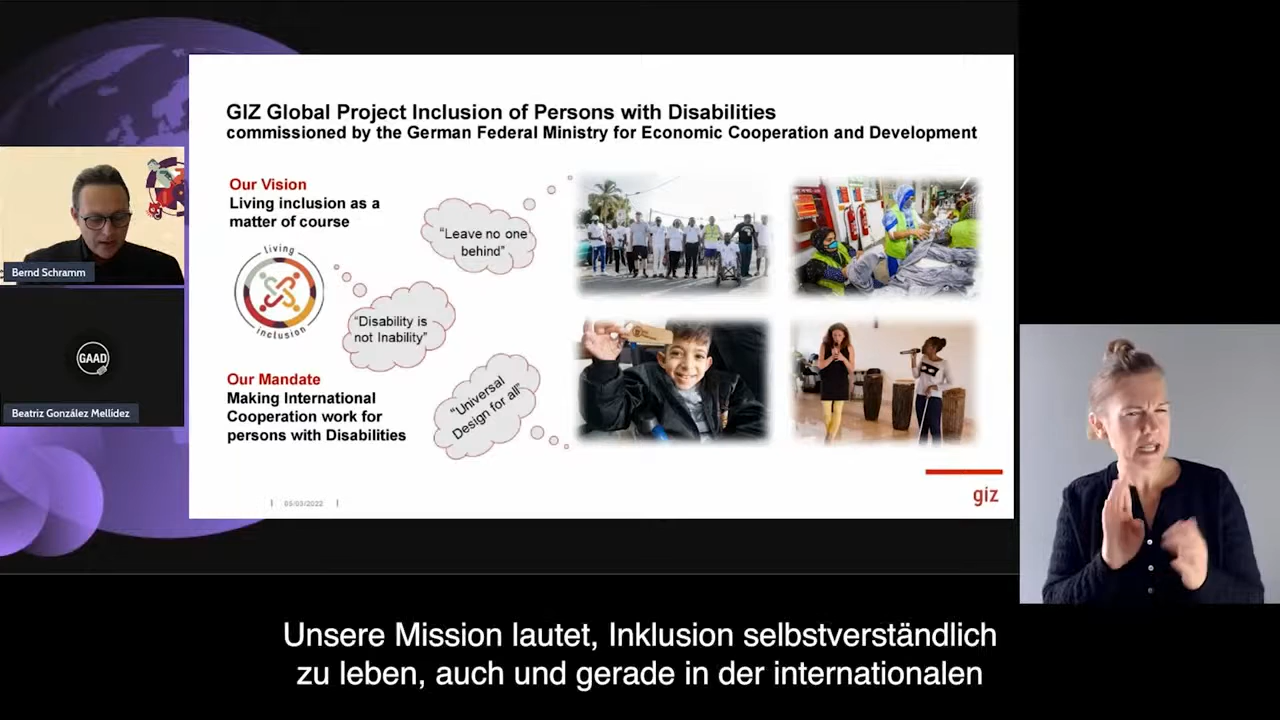 GIZ Global Project Inclusion of Persons with Disabilities
commissioned by the German Federal Ministry for Economic Cooperation and Development
Our Vision
Living inclusion as a
matter of course
living
inclusion
“Leave no one
behind”
“Disability is
not Inability”
“Universal
Design for all”
Our Mandate
Making International
Cooperation work for
persons with Disabilities
| 05/03/2022 |
giz
Bernd Schramm
GAAD
Beatriz González Mellídez
Unsere Mission lautet, Inklusion selbstverständlich
zu leben, auch und gerade in der internationalen